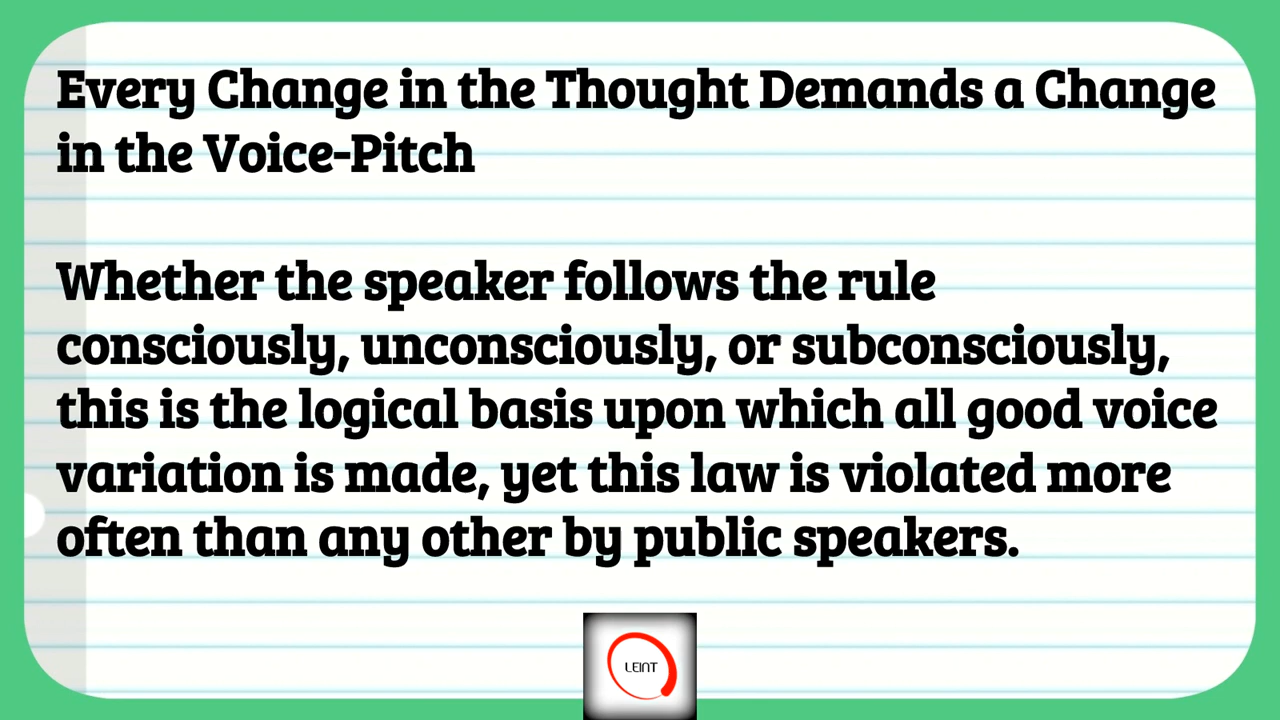 Every Change in the Thought Demands a Change
in the Voice-Pitch
Whether the speaker follows the rule
consciously, unconsciously, or subconsciously,
this is the logical basis upon which all good voice
variation is made, yet this law is violated more
often than any other by public speakers.
LEINT